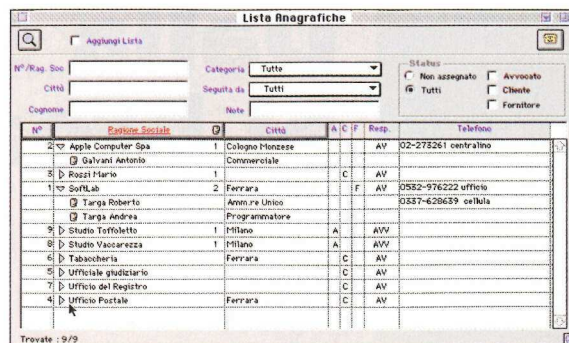 Lista Anagrafiche
Aggiungi Lista
N°/Rag. Soc
Città
Cognome
Categoria Tutte
Seguita da Tutti
Note
Status
Non assegnato
Tutti
Avvocato
Cliente
Fornitore
N° Ragione Sociale Città A C F Resp. Telefono
2 Apple Computer Spa 1 Cologno Monzese AV 02-273261 centralino
Galvani Antonio Commerciale
3 Rossi Mario 1 C AV
1 SoftLab 2 Ferrara F AV 0532-976222 ufficio
Targa Roberto Amm.re Unico 0337-628639 cellula
Targa Andrea Programmatore
9 Studio Toffoletto 1 Milano A AVV
8 Studio Vaccarezza 1 Milano A AVV
6 Tabaccheria Ferrara C AV
5 Ufficiale giudiziario C AV
7 Ufficio del Registro C AV
4 Ufficio Postale Ferrara C AV
Trovate : 9/9